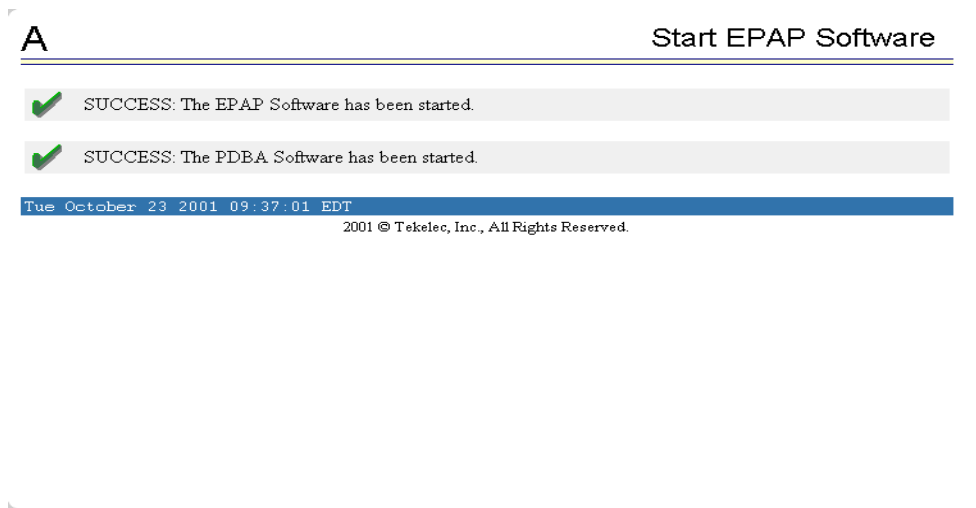 A
Start EPAP Software
SUCCESS: The EPAP Software has been started.
SUCCESS: The PDBA Software has been started.
Tue October 23 2001 09:37:01 EDT
2001 © Tekelec, Inc., All Rights Reserved.